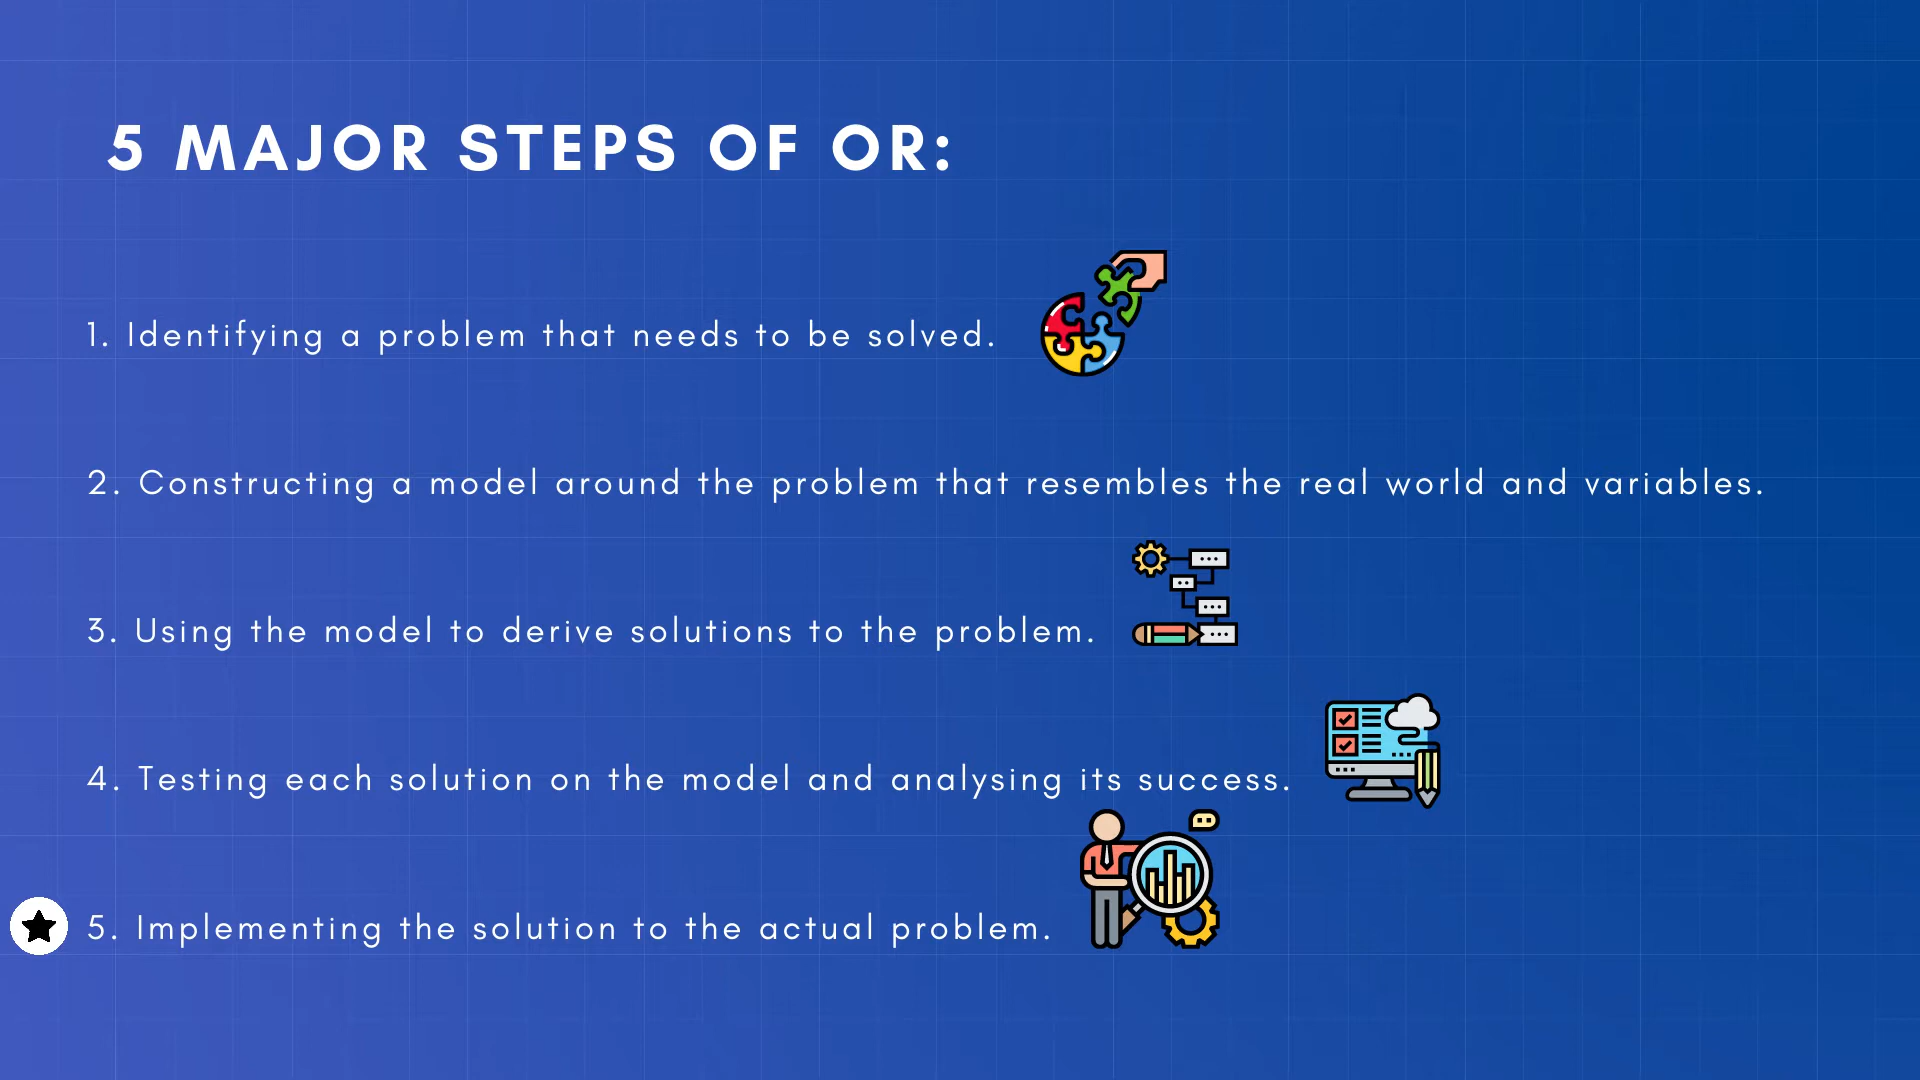 5 MAJOR STEPS OF OR:
1. Identifying a problem that needs to be solved.
2. Constructing a model around the problem that resembles the real world and variables.
3. Using the model to derive solutions to the problem.
4. Testing each solution on the model and analysing its success.
5. Implementing the solution to the actual problem.